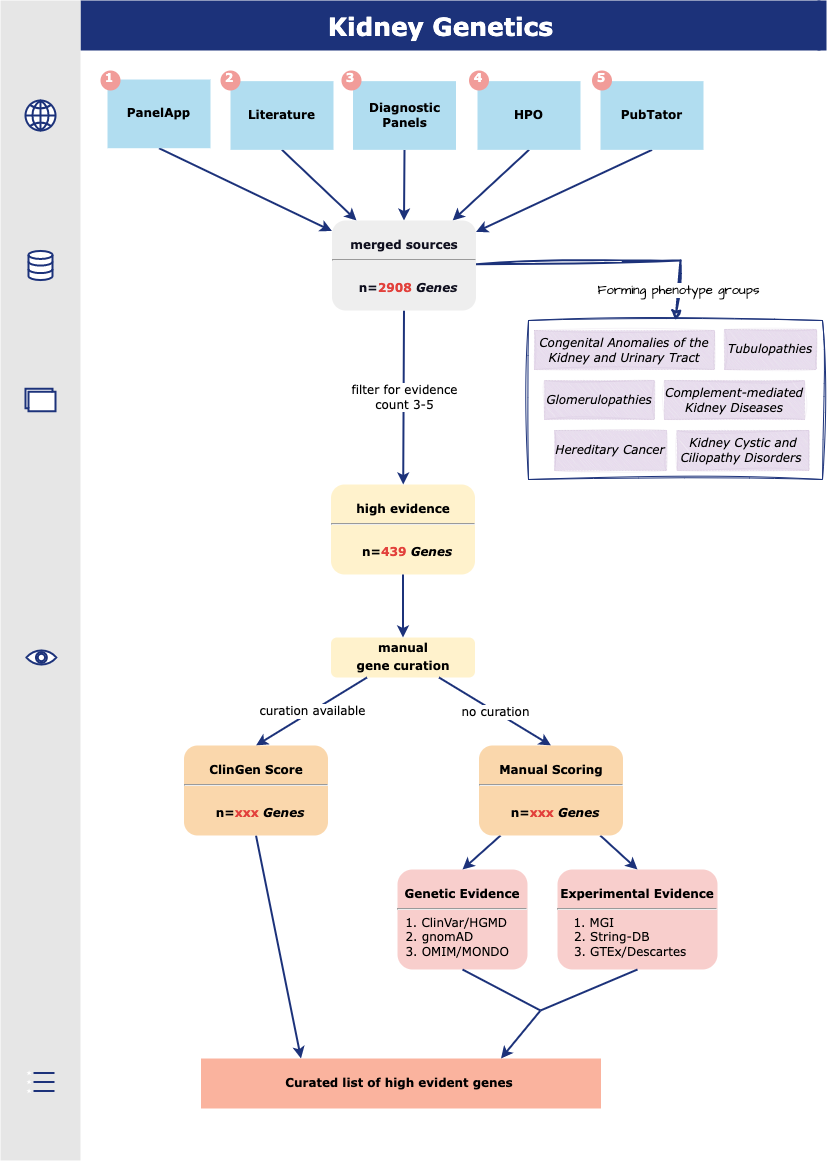 Kidney Genetics
1
2
3
4
5
PanelApp
Literature
Diagnostic
Panels
HPO
PubTator
merged sources
n=2908 Genes
Forming phenotype groups
Congenital Anomalies of the
Kidney and Urinary Tract
Tubulopathies
Glomerulopathies
Complement-mediated
Kidney Diseases
Hereditary Cancer
Kidney Cystic and
Ciliopathy Disorders
filter for evidence
count 3-5
high evidence
n=439 Genes
manual
gene curation
curation available
no curation
ClinGen Score
n=xxx Genes
Manual Scoring
n=xxx Genes
Genetic Evidence
1. ClinVar/HGMD
2. gnomAD
3. OMIM/MONDO
Experimental Evidence
1. MGI
2. String-DB
3. GTEx/Descartes
Curated list of high evident genes